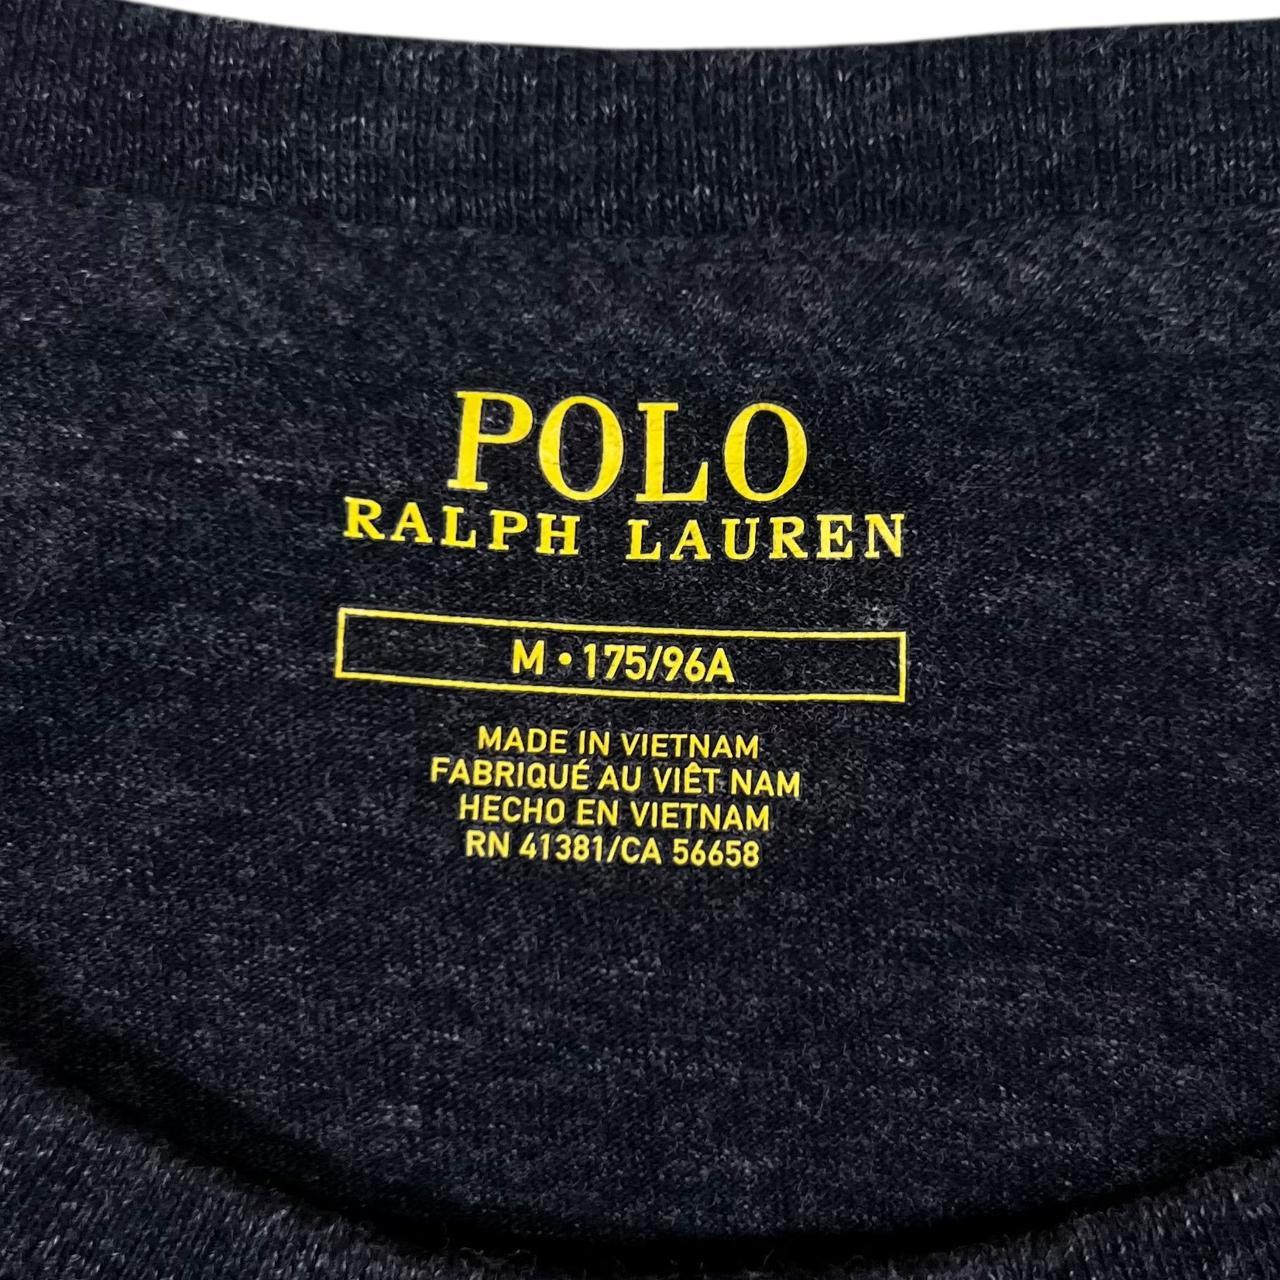 POLO
RALPH LAUREN
M • 175/96A
MADE IN VIETNAM
FABRIQUÉ AU VIÊT NAM
HECHO EN VIETNAM
RN 41381/CA 56658